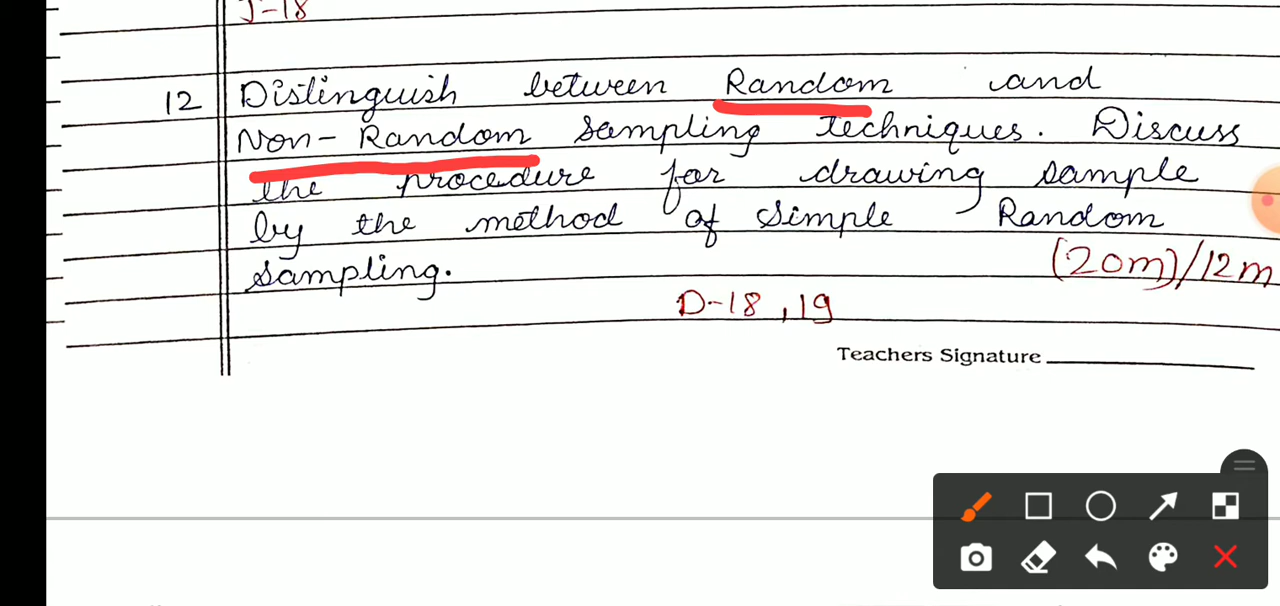 J-18
12 Distinguish between Random and
Non-Random Sampling techniques. Discuss
the procedure for drawing sample
by the method of simple Random
sampling.
(20m)/12m
D-18, 19
Teachers Signature